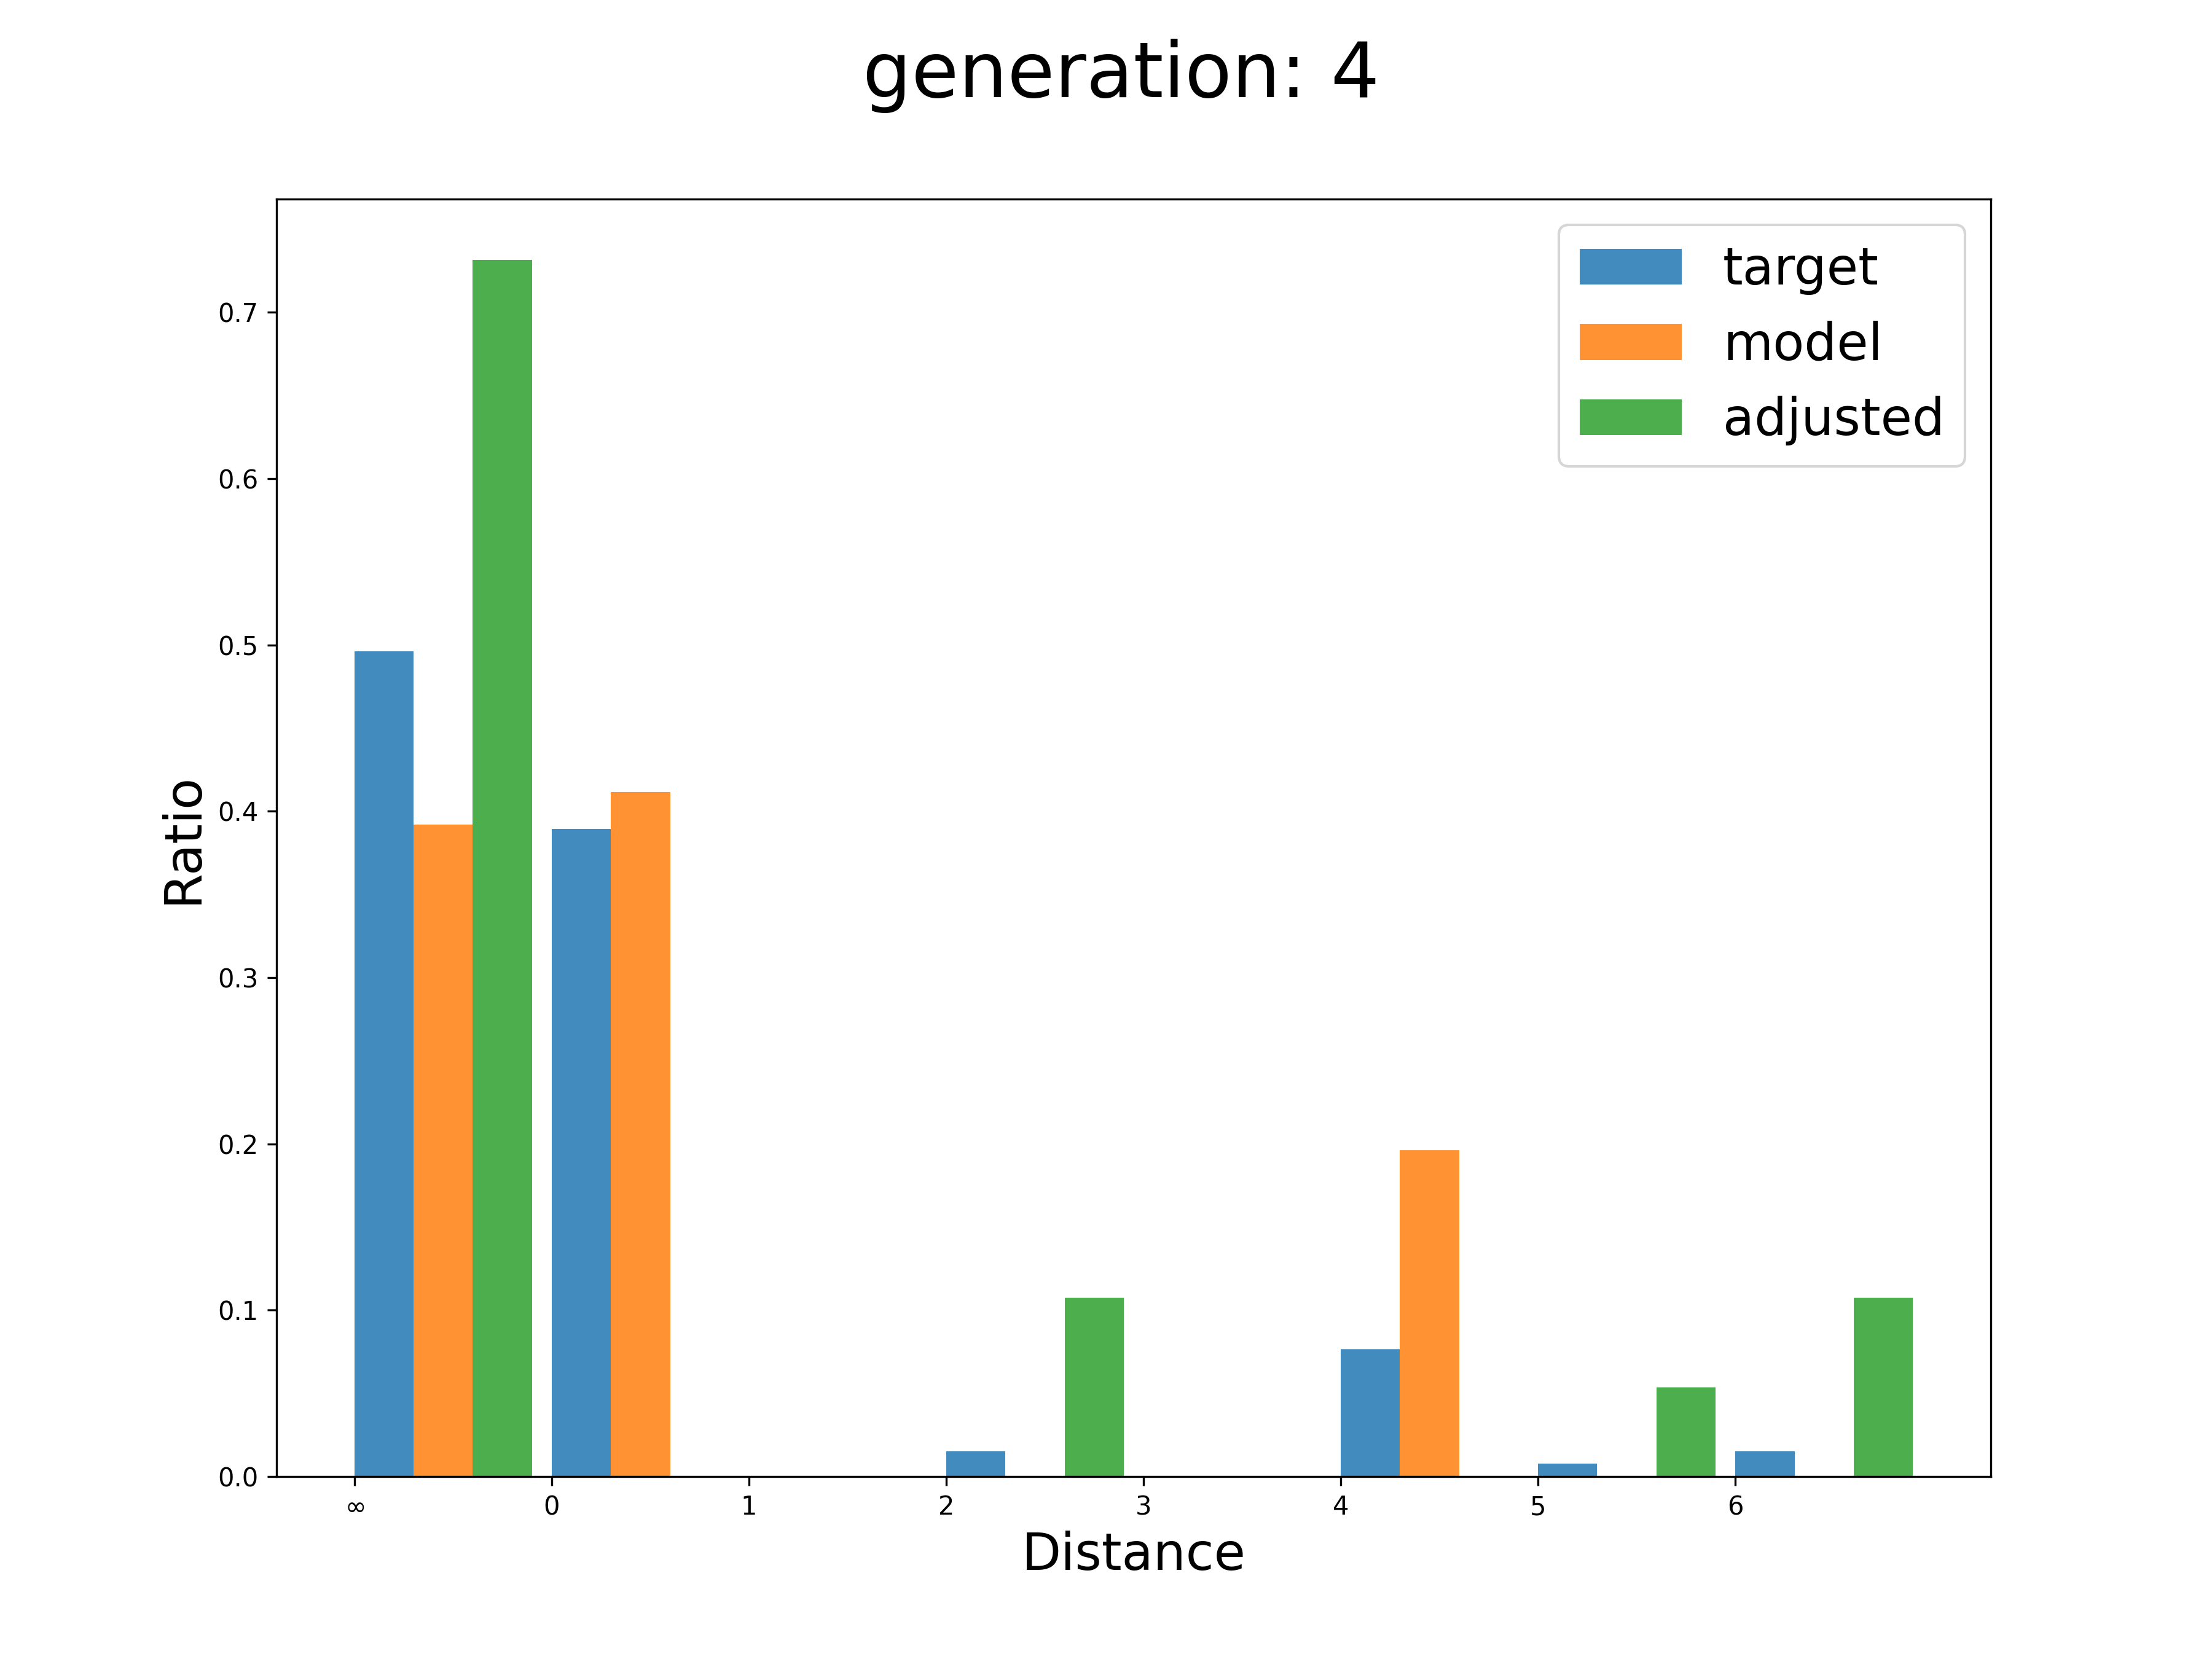 generation: 4
target
model
adjusted
0.7
0.6
0.5
0.4
0.3
0.2
0.1
0.0
Ratio
∞ 0 1 2 3 4 5 6
Distance